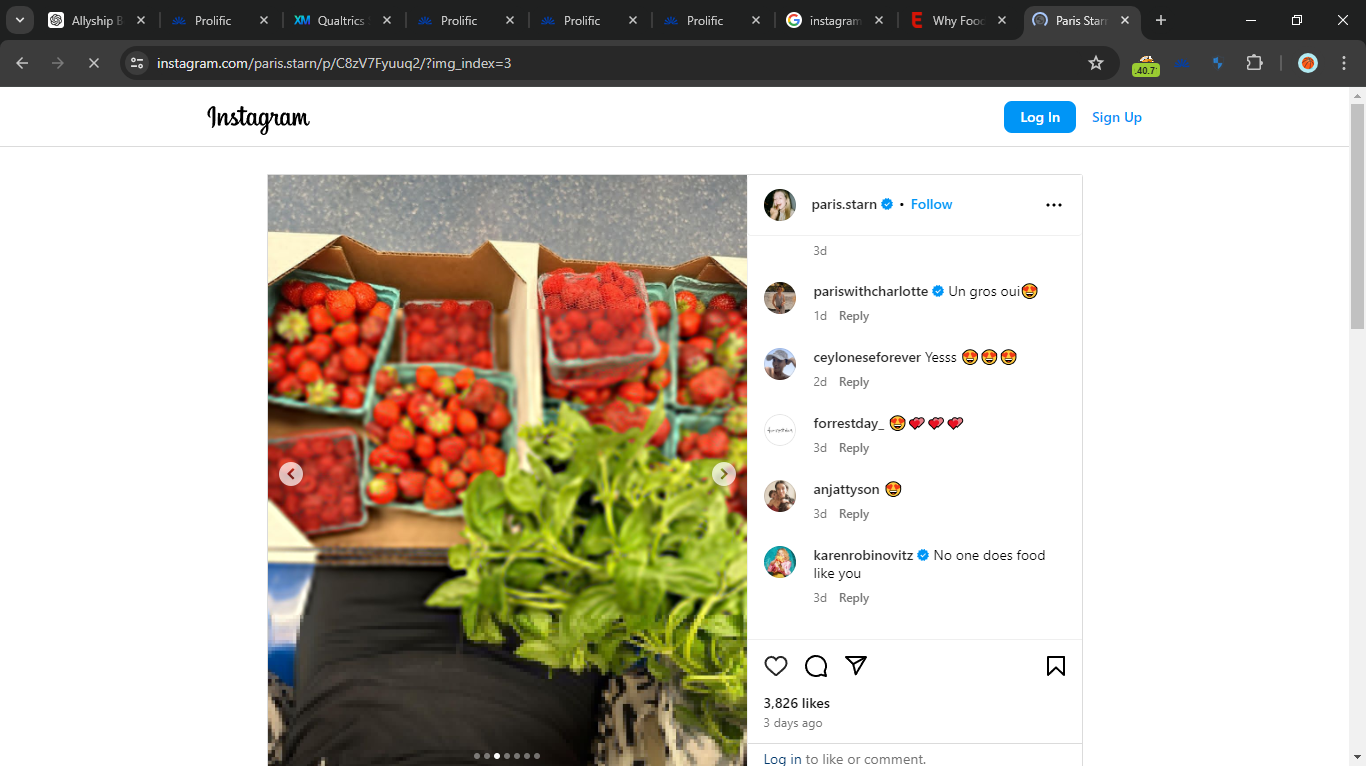 Allyship B
Prolific
Qualtrics
Prolific
Prolific
Prolific
instagram
Why Food
Paris Starn
instagram.com/paris.starn/p/C8zV7Fyuuq2/?img_index=3
40.7
Instagram
Log In
Sign Up
paris.starn • Follow
3d
pariswithcharlotte Un gros oui😍
1d Reply
ceyloneseforever Yesss 😍😍😍
2d Reply
forrestday_ 😍💕💕💕
3d Reply
anjattyson 😍
3d Reply
karenrobinovitz No one does food
like you
3d Reply
3,826 likes
3 days ago
Log in to like or comment.